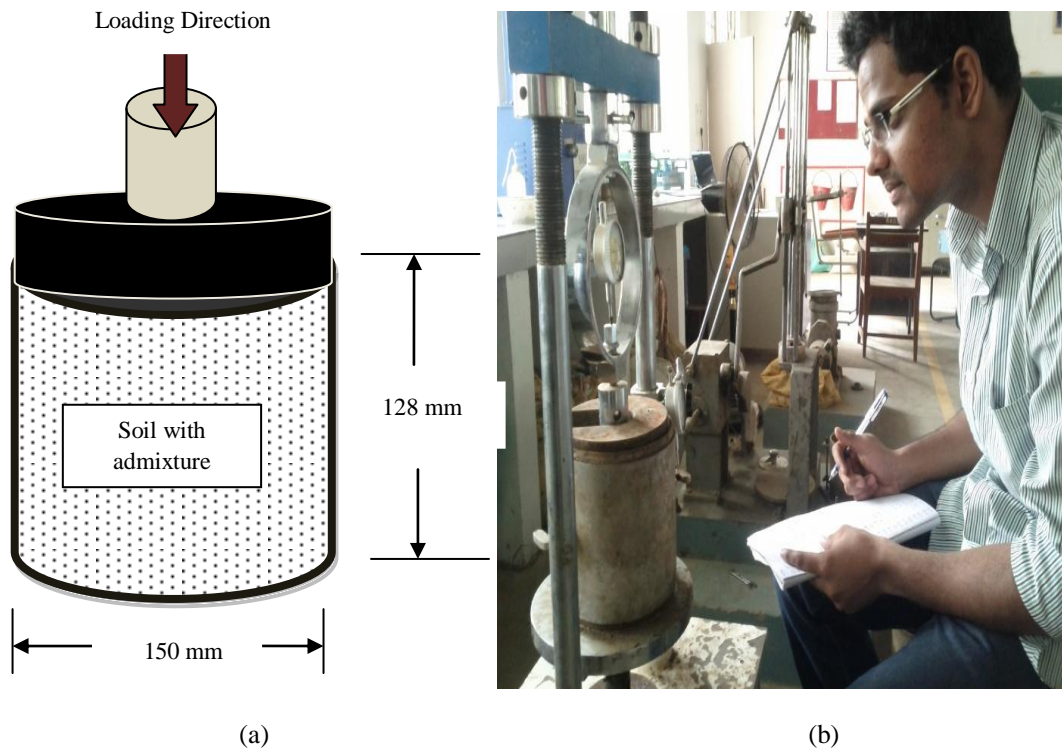 Loading Direction
128 mm
Soil with
admixture
150 mm
(a)
(b)